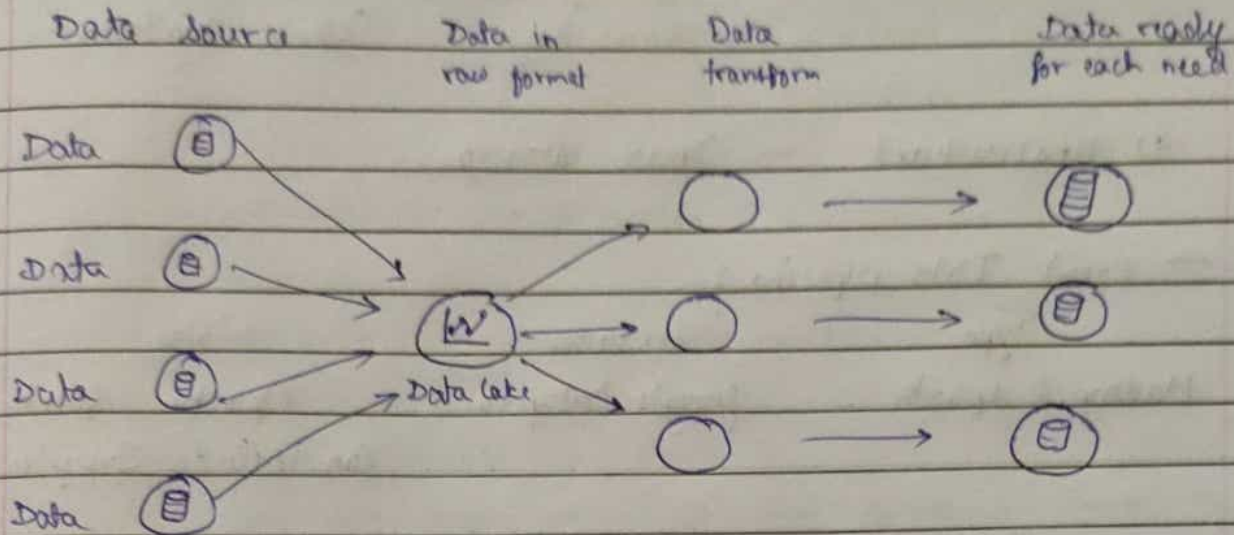 Data Source
Data in
raw format
Data
transform
Data ready
for each need
Data
Data
Data
Data lake
Data